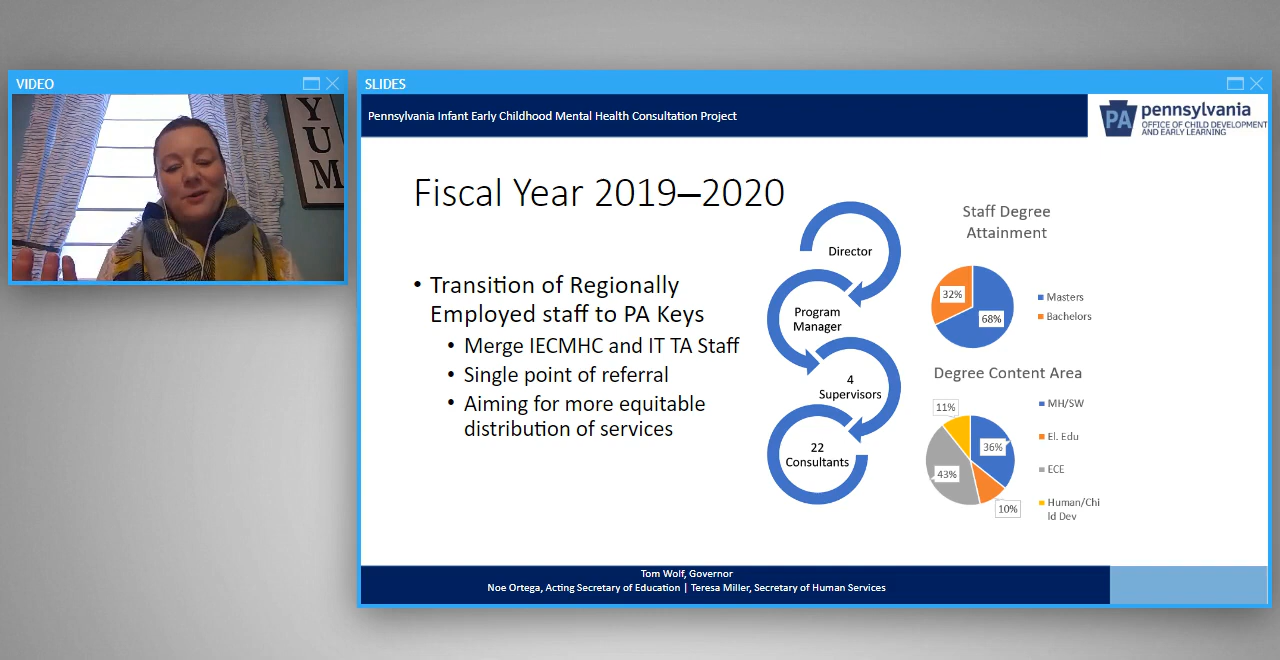 VIDEO
YUM
SLIDES
Pennsylvania Infant Early Childhood Mental Health Consultation Project
PA
pennsylvania
OFFICE OF CHILD DEVELOPMENT
AND EARLY LEARNING
Fiscal Year 2019–2020
• Transition of Regionally
Employed staff to PA Keys
• Merge IECMHC and IT TA Staff
• Single point of referral
• Aiming for more equitable
distribution of services
Director
Program
Manager
4
Supervisors
22
Consultants
Staff Degree
Attainment
32%
68%
Masters
Bachelors
Degree Content Area
11%
36%
43%
10%
MH/SW
El. Edu
ECE
Human/Chi
ld Dev
Tom Wolf, Governor
Noe Ortega, Acting Secretary of Education | Teresa Miller, Secretary of Human Services